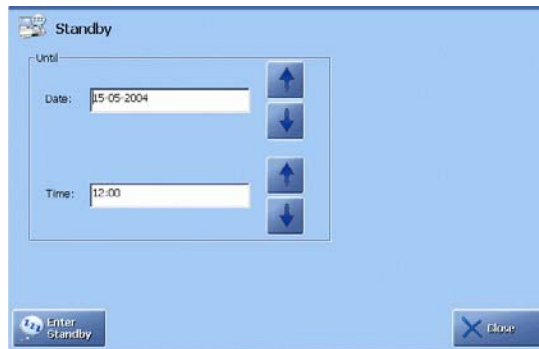 Standby
Until
Date: 15-05-2004
Time: 12:00
Enter
Standby
Close